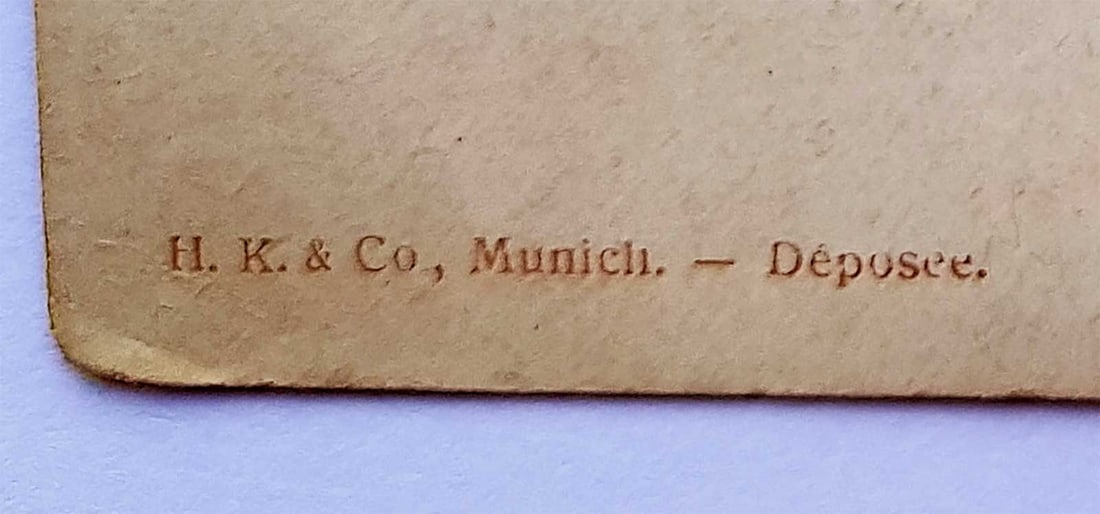 H. K. & Co., Munich. — Déposée.